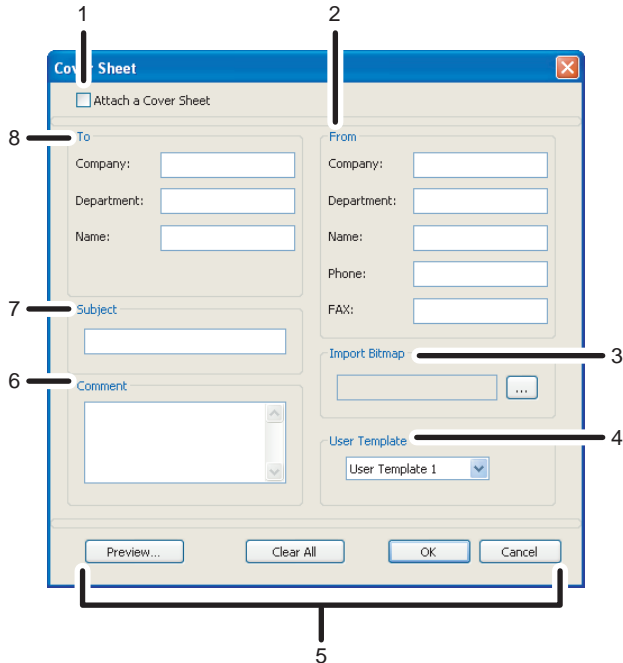 1
2
Cover Sheet
Attach a Cover Sheet
8
To
From
Company:
Company:
Department:
Department:
Name:
Name:
Phone:
7
Subject
FAX:
Import Bitmap
3
...
6
Comment
User Template
4
User Template 1
Preview...
Clear All
OK
Cancel
5